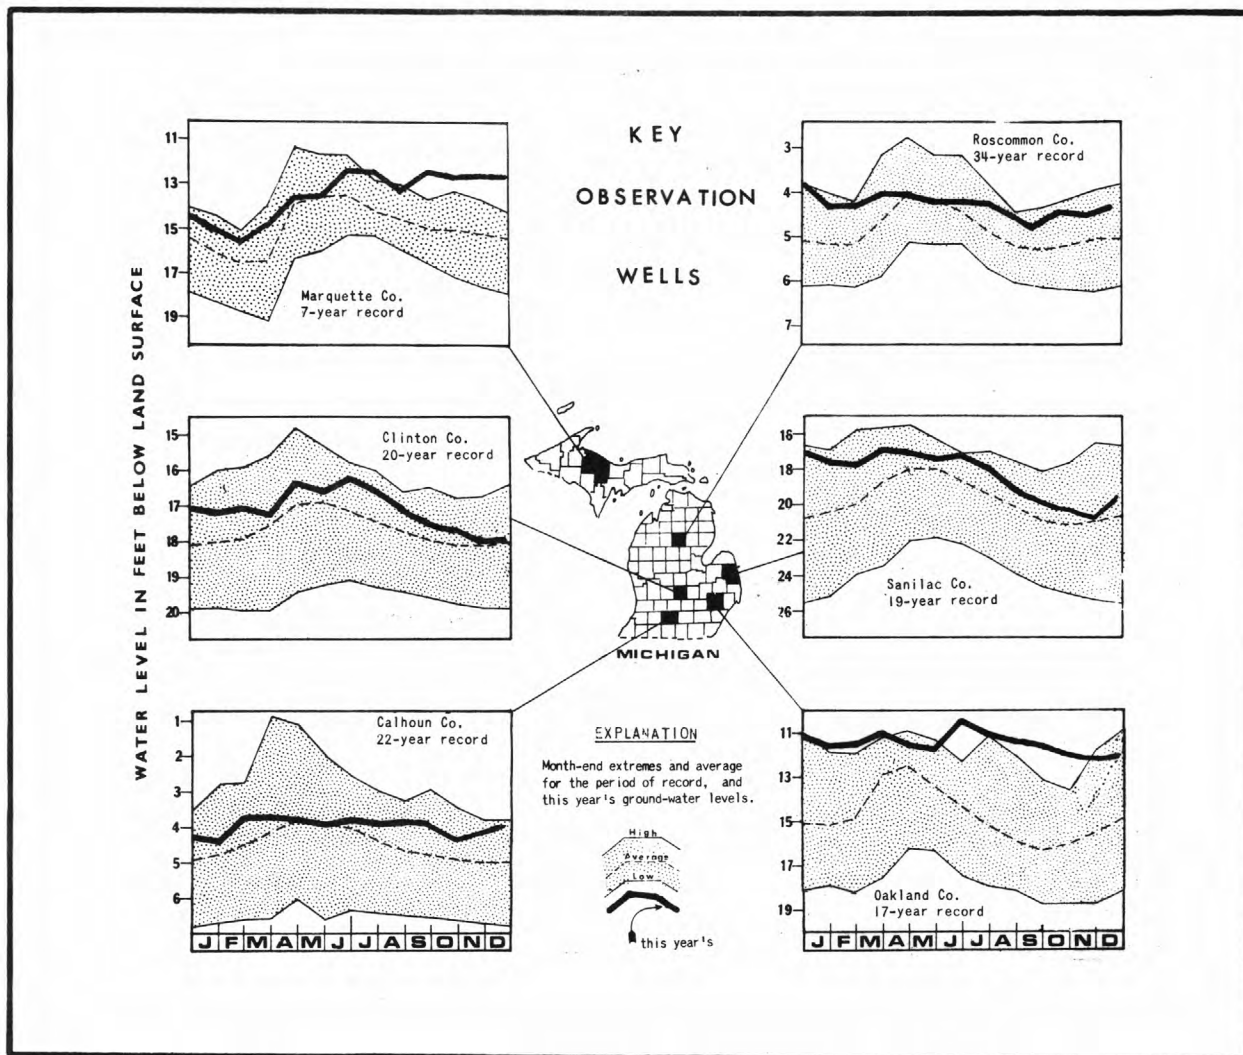 KEY
OBSERVATION
WELLS
WATER LEVEL IN FEET BELOW LAND SURFACE
11
13
15
17
19
Marquette Co.
7-year record
3
4
5
6
7
Roscommon Co.
34-year record
15
16
17
18
19
20
Clinton Co.
20-year record
16
18
20
22
24
26
Sanilac Co.
19-year record
MICHIGAN
1
2
3
4
5
6
Calhoun Co.
22-year record
J F M A M J J A S O N D
EXPLANATION
Month-end extremes and average
for the period of record, and
this year's ground-water levels.
High
Average
Low
this year's
11
13
15
17
19
Oakland Co.
17-year record
J F M A M J J A S O N D